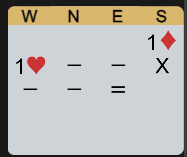 W N E S
1♦
1♥ – – X
– – =